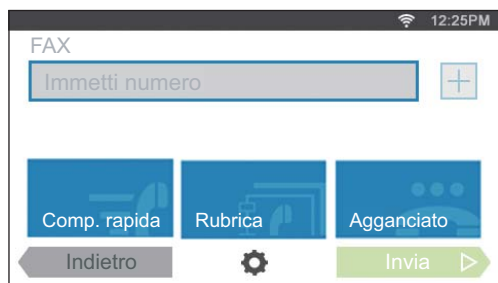 12:25PM
FAX
Immetti numero
Comp. rapida
Rubrica
Agganciato
Indietro
Invia